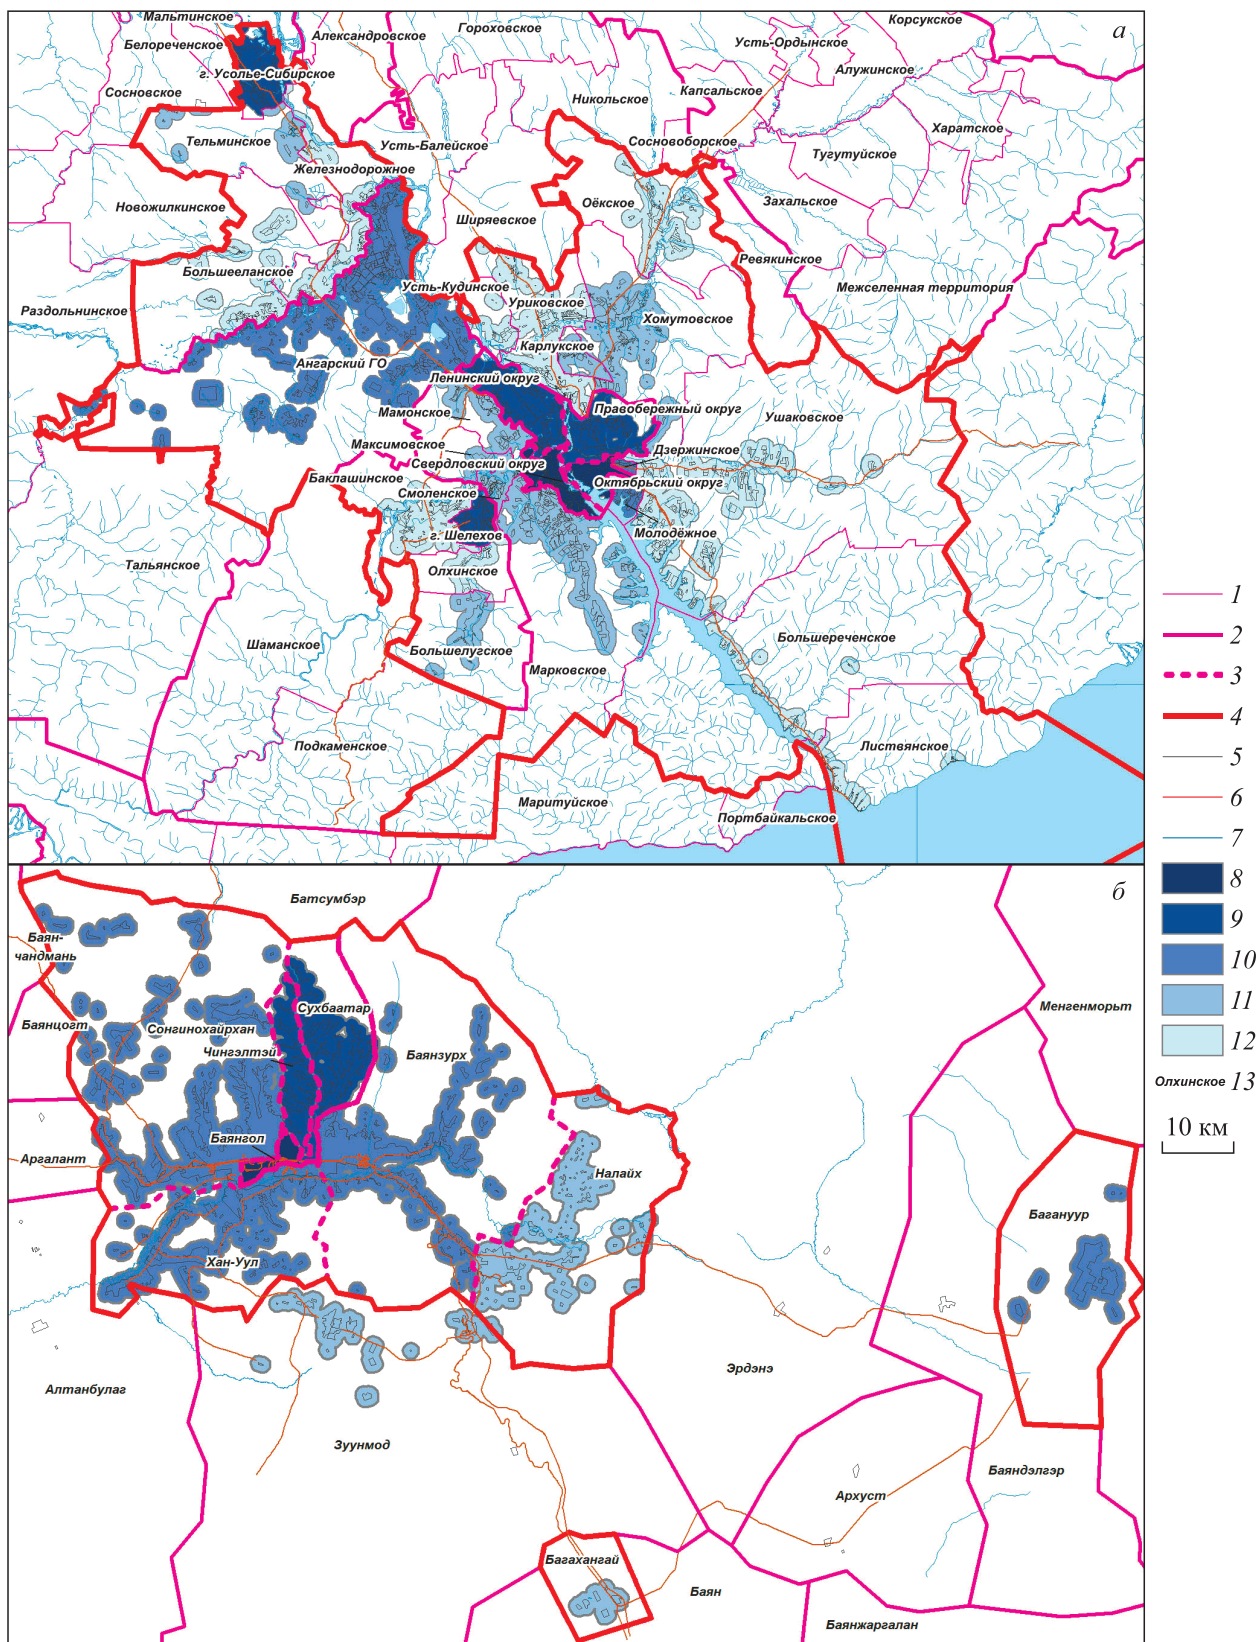 а
Мальтинское
Корсукское
Гороховское
Александровское
Белореченское
Усть-Ордынское
г. Усолье-Сибирское
Алужинское
Сосновское
Капсальское
Никольское
Харатское
Тельминское
Усть-Балейское
Сосновоборское
Тугутуйское
Железнодорожное
Новожилкинское
Оёкское
Захальское
Ширяевское
Ревякинское
Большееланское
Усть-Кудинское
Межселенная территория
Уриковское
Раздольнинское
Хомутовское
Карлукское
Ангарский ГО
Ленинский округ
Мамонское
Правобережный округ
Ушаковское
Максимовское
Дзержинское
Свердловский округ
Баклашинское
Октябрьский округ
Смоленское
г. Шелехов
Молодёжное
Тальянское
Олхинское
Большереченское
Шаманское
Большелугское
Марковское
Подкаменское
Листвянское
Маритуйское
Портбайкальское
1
2
3
4
5
6
7
8
9
10
11
12
Олхинское 13
10 км
б
Батсумбэр
Баян-
чандмань
Менгенморьт
Сухбаатар
Баянцогт
Сонгинохайрхан
Чингэлтэй
Баянзурх
Баянгол
Аргалант
Налайх
Багануур
Хан-Уул
Эрдэнэ
Алтанбулаг
Зуунмод
Баяндэлгэр
Архуст
Багахангай
Баян
Баянжаргалан